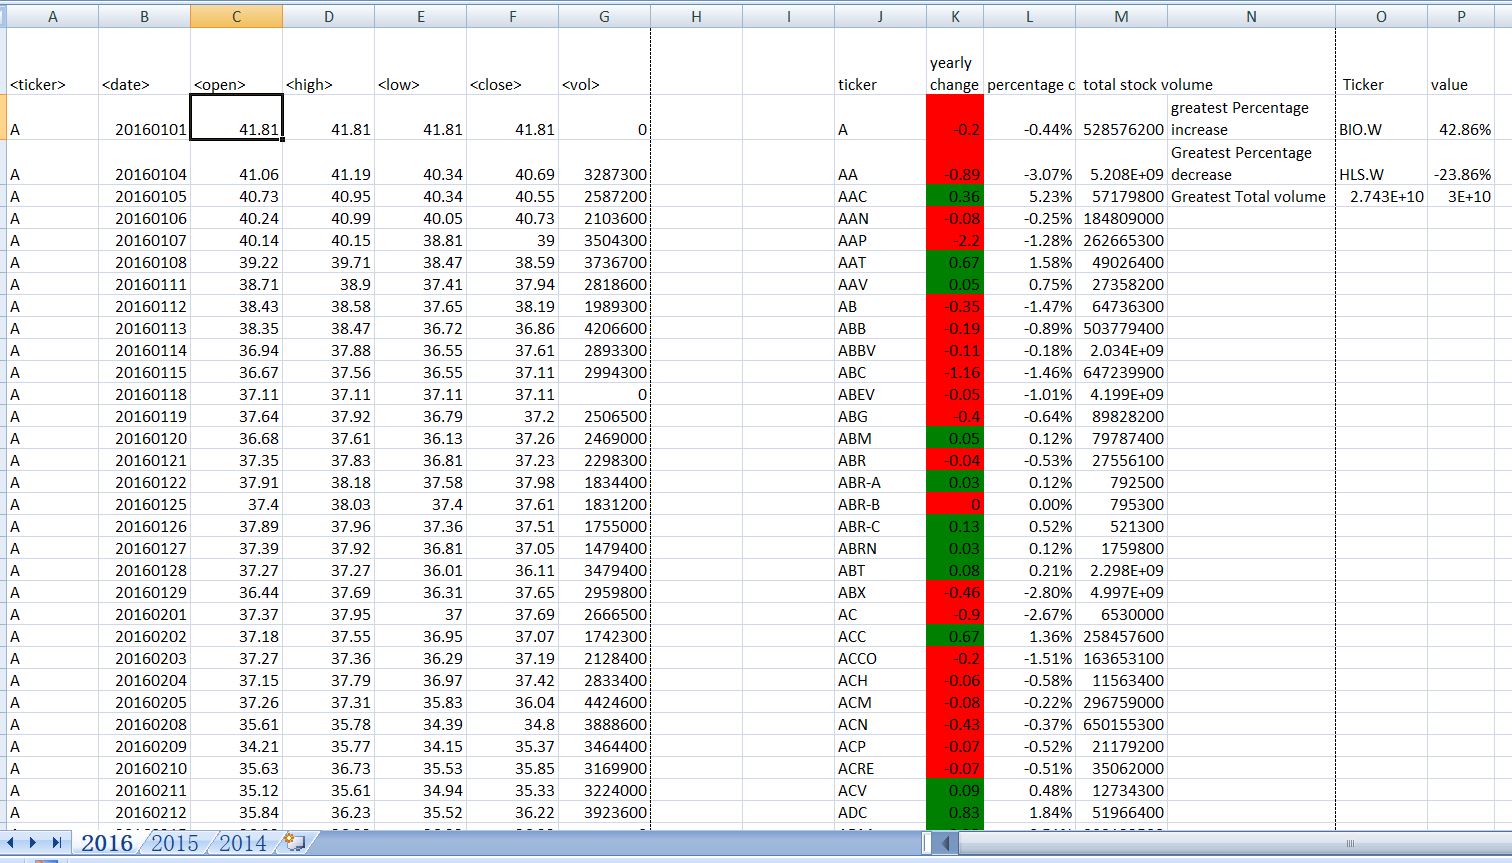 A B C D E F G H I J K L M N O P
<ticker> <date> <open> <high> <low> <close> <vol> ticker yearly change percentage c total stock volume Ticker value
A 20160101 41.81 41.81 41.81 41.81 0 A -0.2 -0.44% 528576200 greatest Percentage increase BIO.W 42.86%
A 20160104 41.06 41.19 40.34 40.69 3287300 AA -0.89 -3.07% 5.208E+09 Greatest Percentage decrease HLS.W -23.86%
A 20160105 40.73 40.95 40.34 40.55 2587200 AAC 0.36 5.23% 57179800 Greatest Total volume 2.743E+10 3E+10
A 20160106 40.24 40.99 40.05 40.73 2103600 AAN -0.08 -0.25% 184809000
A 20160107 40.14 40.15 38.81 39 3504300 AAP -2.2 -1.28% 262665300
A 20160108 39.22 39.71 38.47 38.59 3736700 AAT 0.67 1.58% 49026400
A 20160111 38.71 38.9 37.41 37.94 2818600 AAV 0.05 0.75% 27358200
A 20160112 38.43 38.58 37.65 38.19 1989300 AB -0.35 -1.47% 64736300
A 20160113 38.35 38.47 36.72 36.86 4206600 ABB -0.19 -0.89% 503779400
A 20160114 36.94 37.88 36.55 37.61 2893300 ABBV -0.11 -0.18% 2.034E+09
A 20160115 36.67 37.56 36.55 37.11 2994300 ABC -1.16 -1.46% 647239900
A 20160118 37.11 37.11 37.11 37.11 0 ABEV -0.05 -1.01% 4.199E+09
A 20160119 37.64 37.92 36.79 37.2 2506500 ABG -0.4 -0.64% 89828200
A 20160120 36.68 37.61 36.13 37.26 2469000 ABM 0.05 0.12% 79787400
A 20160121 37.35 37.83 36.81 37.23 2298300 ABR -0.04 -0.53% 27556100
A 20160122 37.91 38.18 37.58 37.98 1834400 ABR-A 0.03 0.12% 792500
A 20160125 37.4 38.03 37.4 37.61 1831200 ABR-B 0 0.00% 795300
A 20160126 37.89 37.96 37.36 37.51 1755000 ABR-C 0.13 0.52% 521300
A 20160127 37.39 37.92 36.81 37.05 1479400 ABRN 0.03 0.12% 1759800
A 20160128 37.27 37.27 36.01 36.11 3479400 ABT 0.08 0.21% 2.298E+09
A 20160129 36.44 37.69 36.31 37.65 2959800 ABX -0.46 -2.80% 4.997E+09
A 20160201 37.37 37.95 37 37.69 2666500 AC -0.9 -2.67% 6530000
A 20160202 37.18 37.55 36.95 37.07 1742300 ACC 0.67 1.36% 258457600
A 20160203 37.27 37.36 36.29 37.19 2128400 ACCO -0.2 -1.51% 163653100
A 20160204 37.15 37.79 36.97 37.42 2833400 ACH -0.06 -0.58% 11563400
A 20160205 37.26 37.31 35.83 36.04 4424600 ACM -0.08 -0.22% 296759000
A 20160208 35.61 35.78 34.39 34.8 3888600 ACN -0.43 -0.37% 650155300
A 20160209 34.21 35.77 34.15 35.37 3464400 ACP -0.07 -0.52% 21179200
A 20160210 35.63 36.73 35.53 35.85 3169900 ACRE -0.07 -0.51% 35062000
A 20160211 35.12 35.61 34.94 35.33 3224000 ACV 0.09 0.48% 12734300
A 20160212 35.84 36.23 35.52 36.22 3923600 ADC 0.83 1.84% 51966400
2016 2015 2014